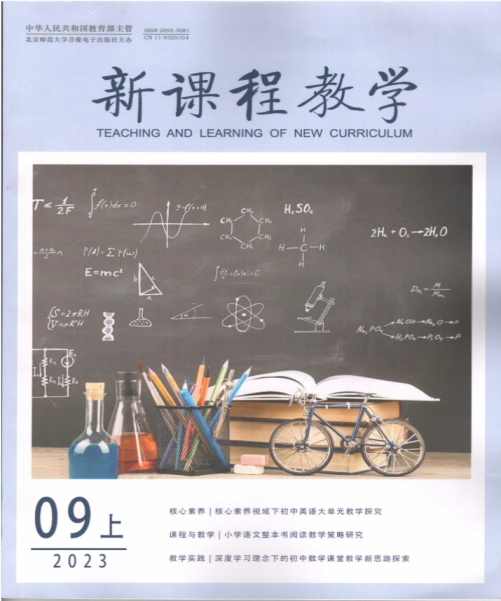 中华人民共和国教育部主管
北京师范大学音像电子出版社主办
ISSN 2095-5081
CN 11-9320/G4
新课程教学
TEACHING AND LEARNING OF NEW CURRICULUM
H₂SO₄
2H₂ + O₂ → 2H₂O
E=mc²
09上
2023
核心素养 | 核心素养视域下初中英语大单元教学探究
课程与教学 | 小学语文整本书阅读教学策略研究
教学实践 | 深度学习理念下的初中数学课堂教学新思路探索